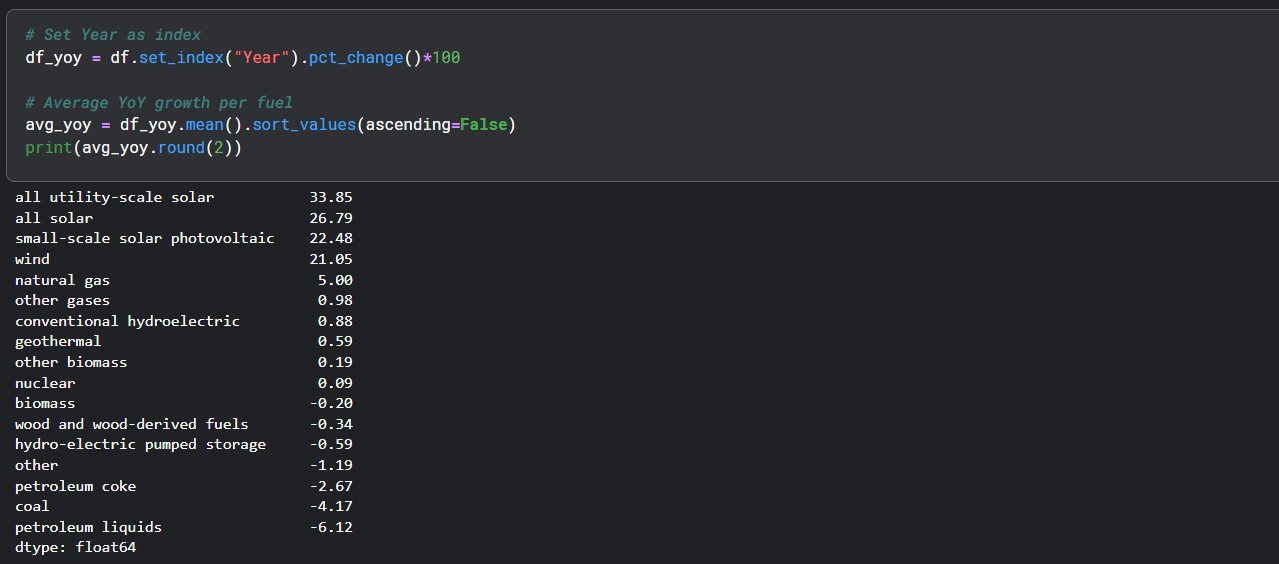 # Set Year as index
df_yoy = df.set_index("Year").pct_change()*100
# Average YoY growth per fuel
avg_yoy = df_yoy.mean().sort_values(ascending=False)
print(avg_yoy.round(2))
all utility-scale solar 33.85
all solar 26.79
small-scale solar photovoltaic 22.48
wind 21.05
natural gas 5.00
other gases 0.98
conventional hydroelectric 0.88
geothermal 0.59
other biomass 0.19
nuclear 0.09
biomass -0.20
wood and wood-derived fuels -0.34
hydro-electric pumped storage -0.59
other -1.19
petroleum coke -2.67
coal -4.17
petroleum liquids -6.12
dtype: float64